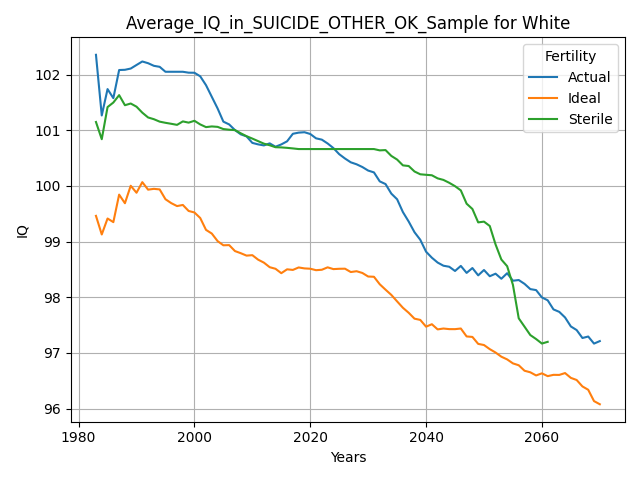 Average_IQ_in_SUICIDE_OTHER_OK_Sample for White
Fertility
Actual
Ideal
Sterile
102
101
100
99
98
97
96
IQ
1980
2000
2020
2040
2060
Years